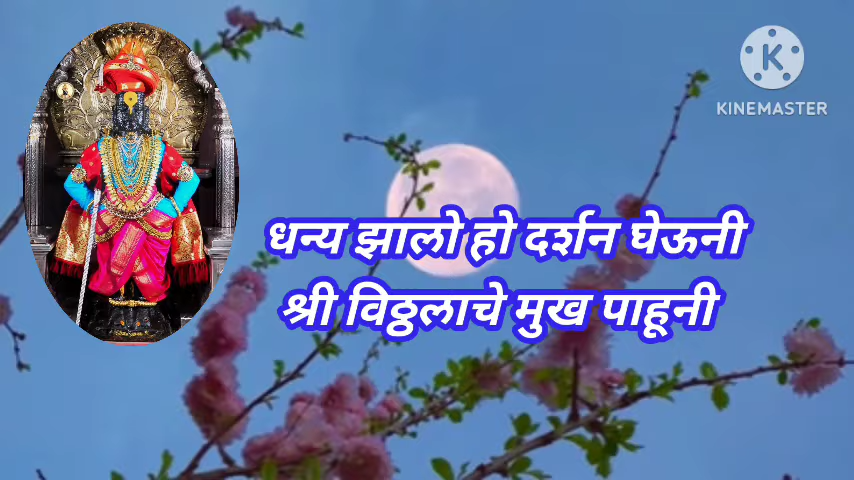 KINEMASTER
धन्य झालो हो दर्शन घेऊनी
श्री विठ्ठलाचे मुख पाहूनी